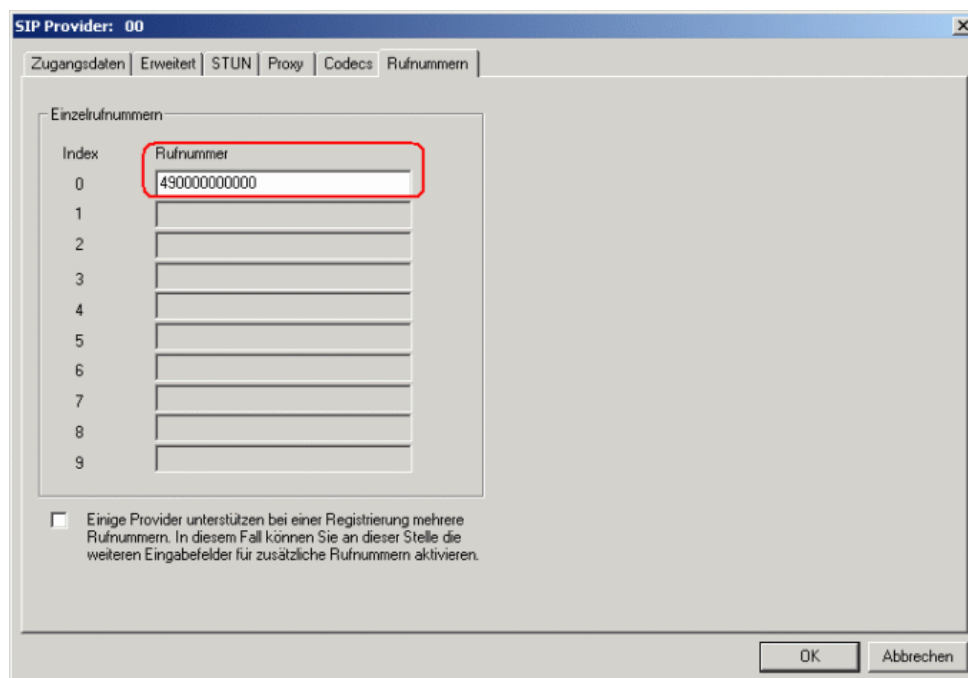 SIP Provider: 00
Zugangsdaten Erweitert STUN Proxy Codecs Rufnummern
Einzelrufnummern
Index Rufnummer
0 490000000000
1
2
3
4
5
6
7
8
9
Einige Provider unterstützen bei einer Registrierung mehrere
Rufnummern. In diesem Fall können Sie an dieser Stelle die
weiteren Eingabefelder für zusätzliche Rufnummern aktivieren.
OK Abbrechen